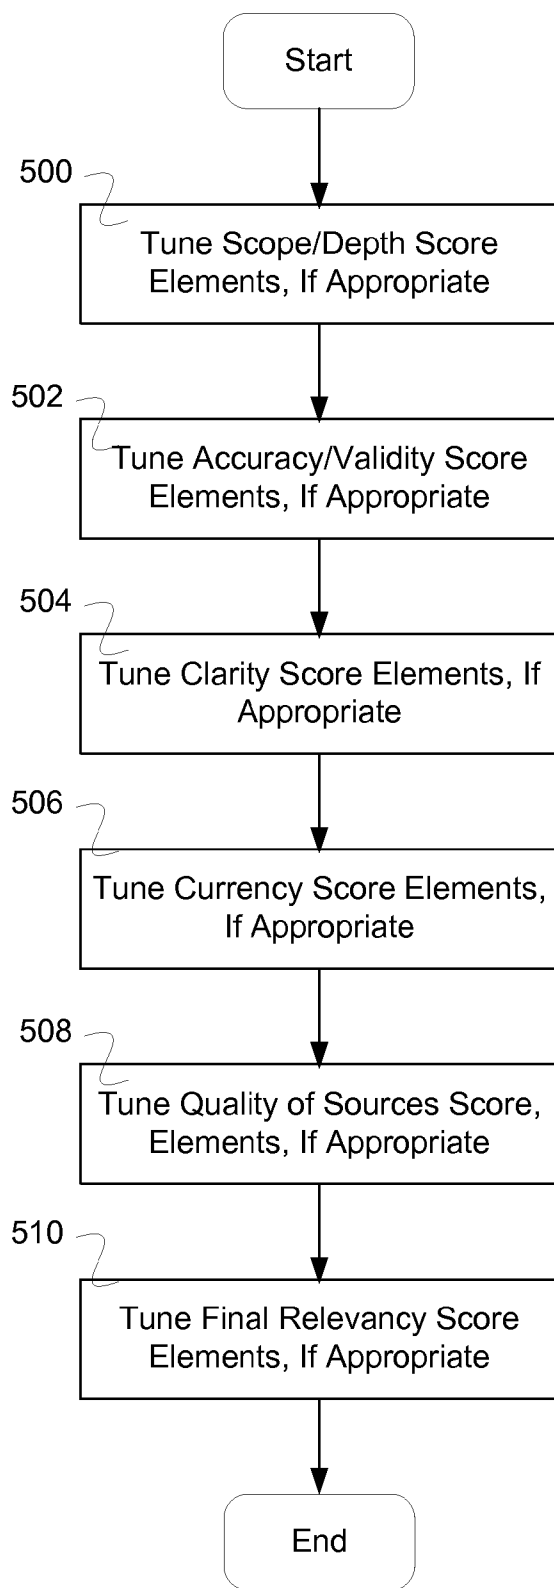 Start
500
Tune Scope/Depth Score
Elements, If Appropriate
502
Tune Accuracy/Validity Score
Elements, If Appropriate
504
Tune Clarity Score Elements, If
Appropriate
506
Tune Currency Score Elements,
If Appropriate
508
Tune Quality of Sources Score,
Elements, If Appropriate
510
Tune Final Relevancy Score
Elements, If Appropriate
End